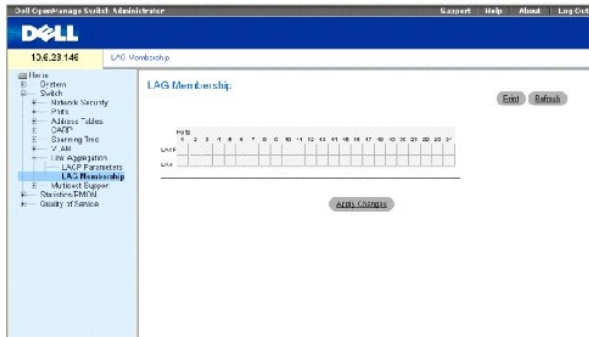 Dell OpenManage Switch Administrator
Support Help About Log Out
DELL
10.6.23.146
LAG Membership
Home
System
Switch
Network Security
Ports
Address Tables
GARP
Spanning Tree
VLAN
Link Aggregation
LACP Parameters
LAG Membership
Multicast Support
Statistics/RMON
Quality of Service
LAG Membership
Print Refresh
Ports
1 2 3 4 5 6 7 8 9 10 11 12 13 14 15 16 17 18 19 20 21 22 23 24
LACP
LAG
Apply Changes